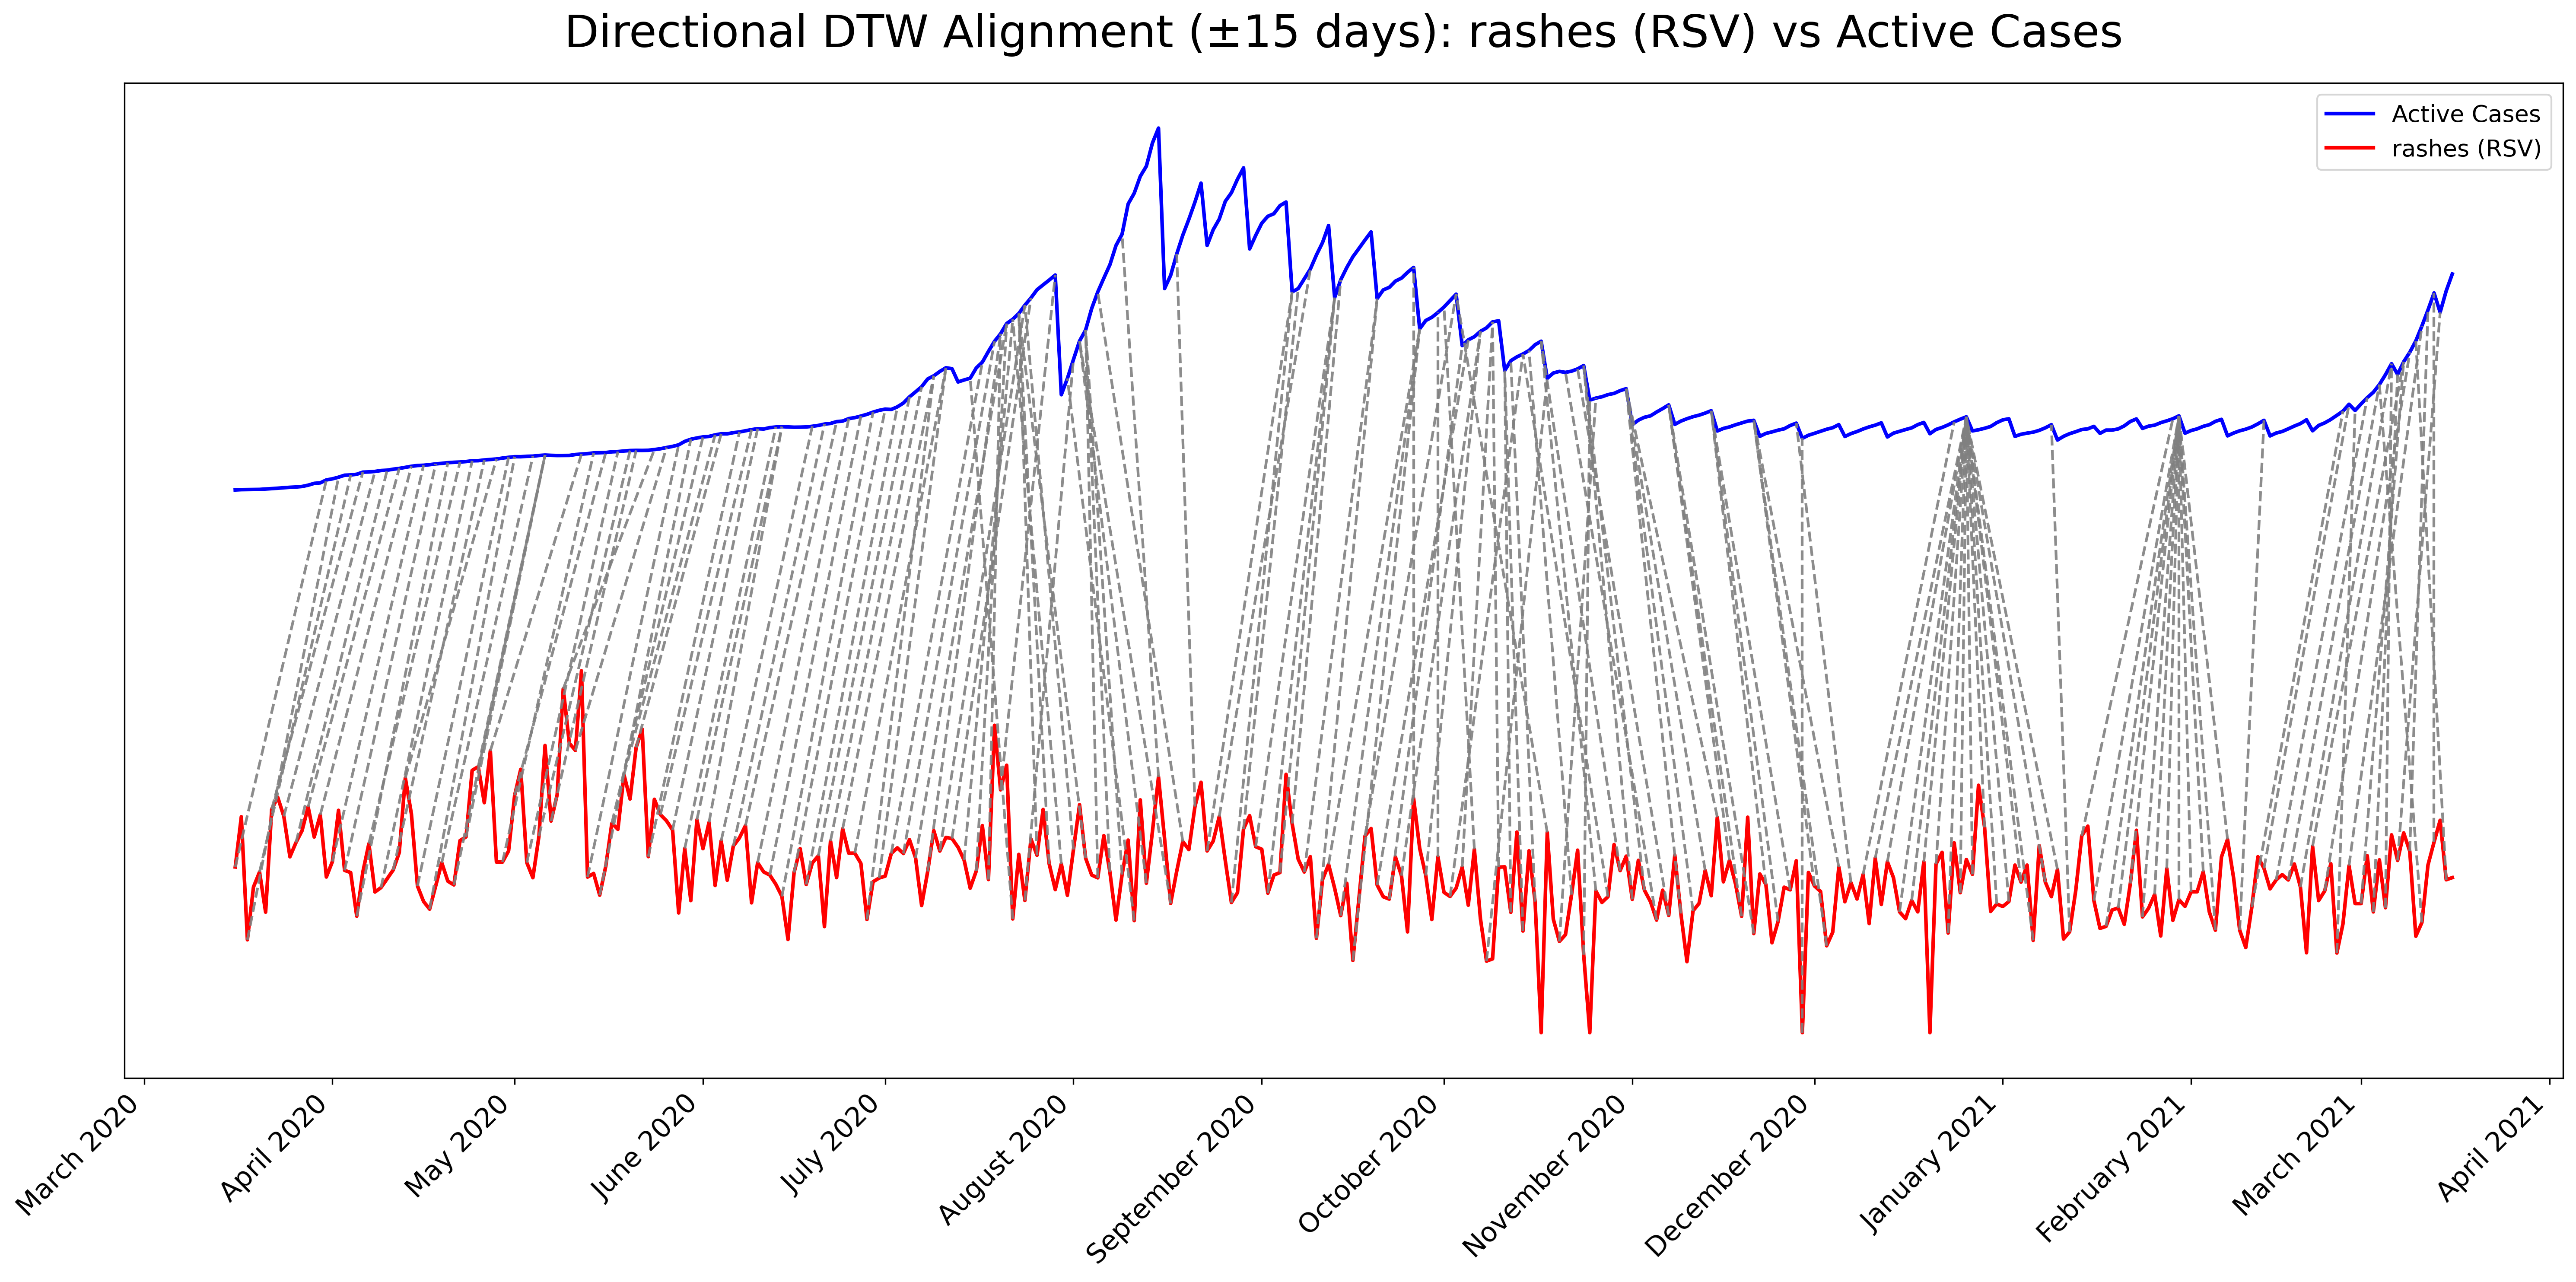 Directional DTW Alignment (±15 days): rashes (RSV) vs Active Cases
Active Cases
rashes (RSV)
March 2020
April 2020
May 2020
June 2020
July 2020
August 2020
September 2020
October 2020
November 2020
December 2020
January 2021
February 2021
March 2021
April 2021